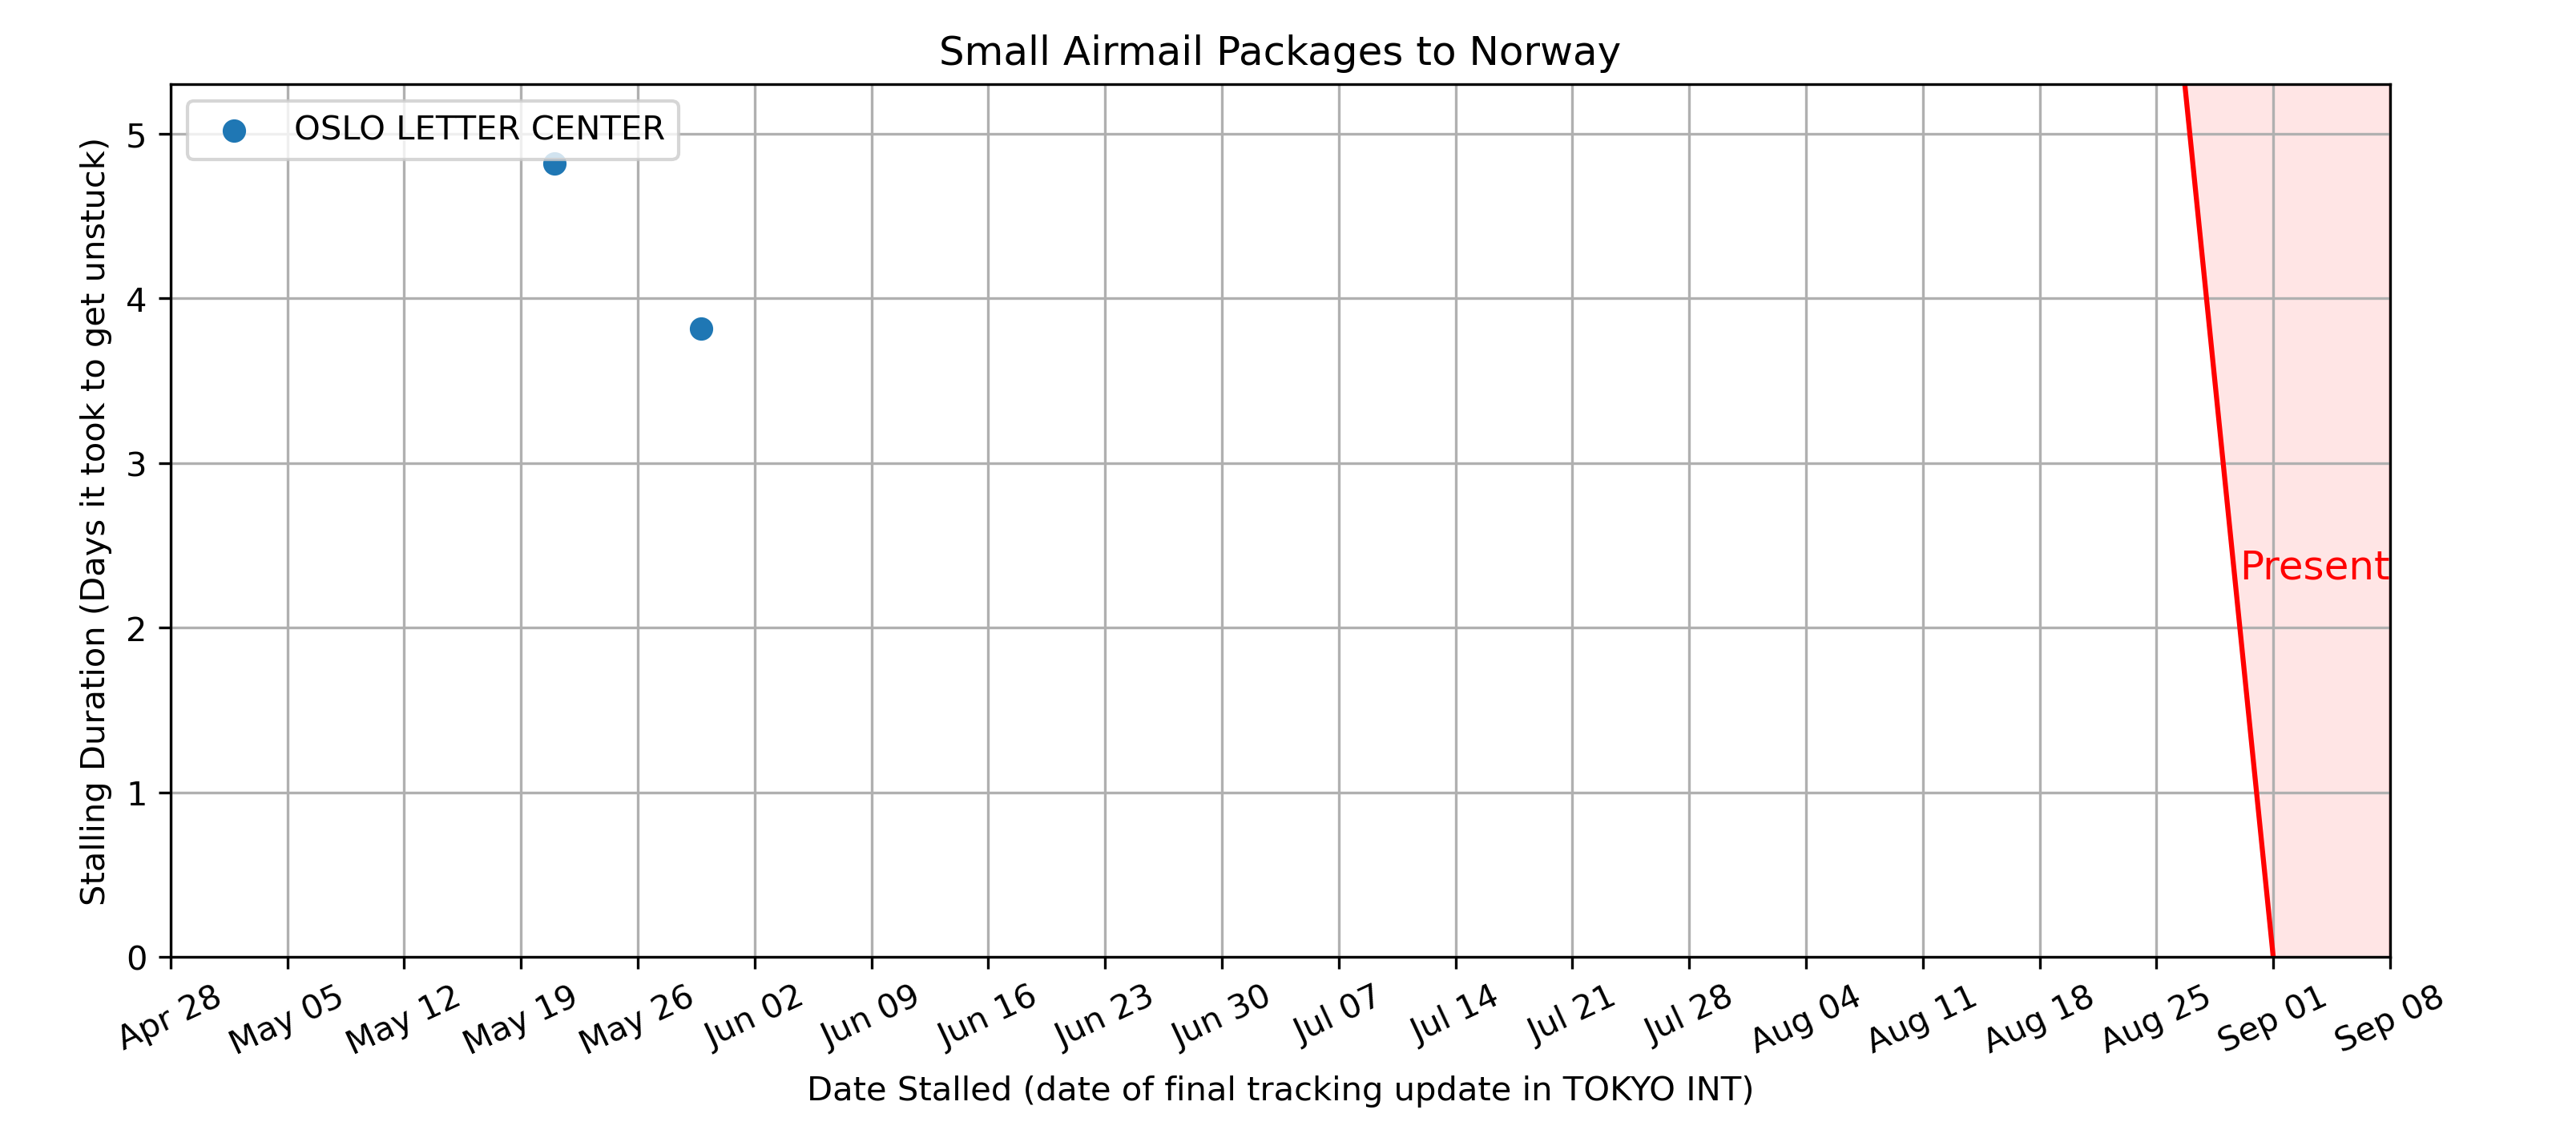 Small Airmail Packages to Norway
OSLO LETTER CENTER
Stalling Duration (Days it took to get unstuck)
5
4
3
2
1
0
Present
Apr 28
May 05
May 12
May 19
May 26
Jun 02
Jun 09
Jun 16
Jun 23
Jun 30
Jul 07
Jul 14
Jul 21
Jul 28
Aug 04
Aug 11
Aug 18
Aug 25
Sep 01
Sep 08
Date Stalled (date of final tracking update in TOKYO INT)